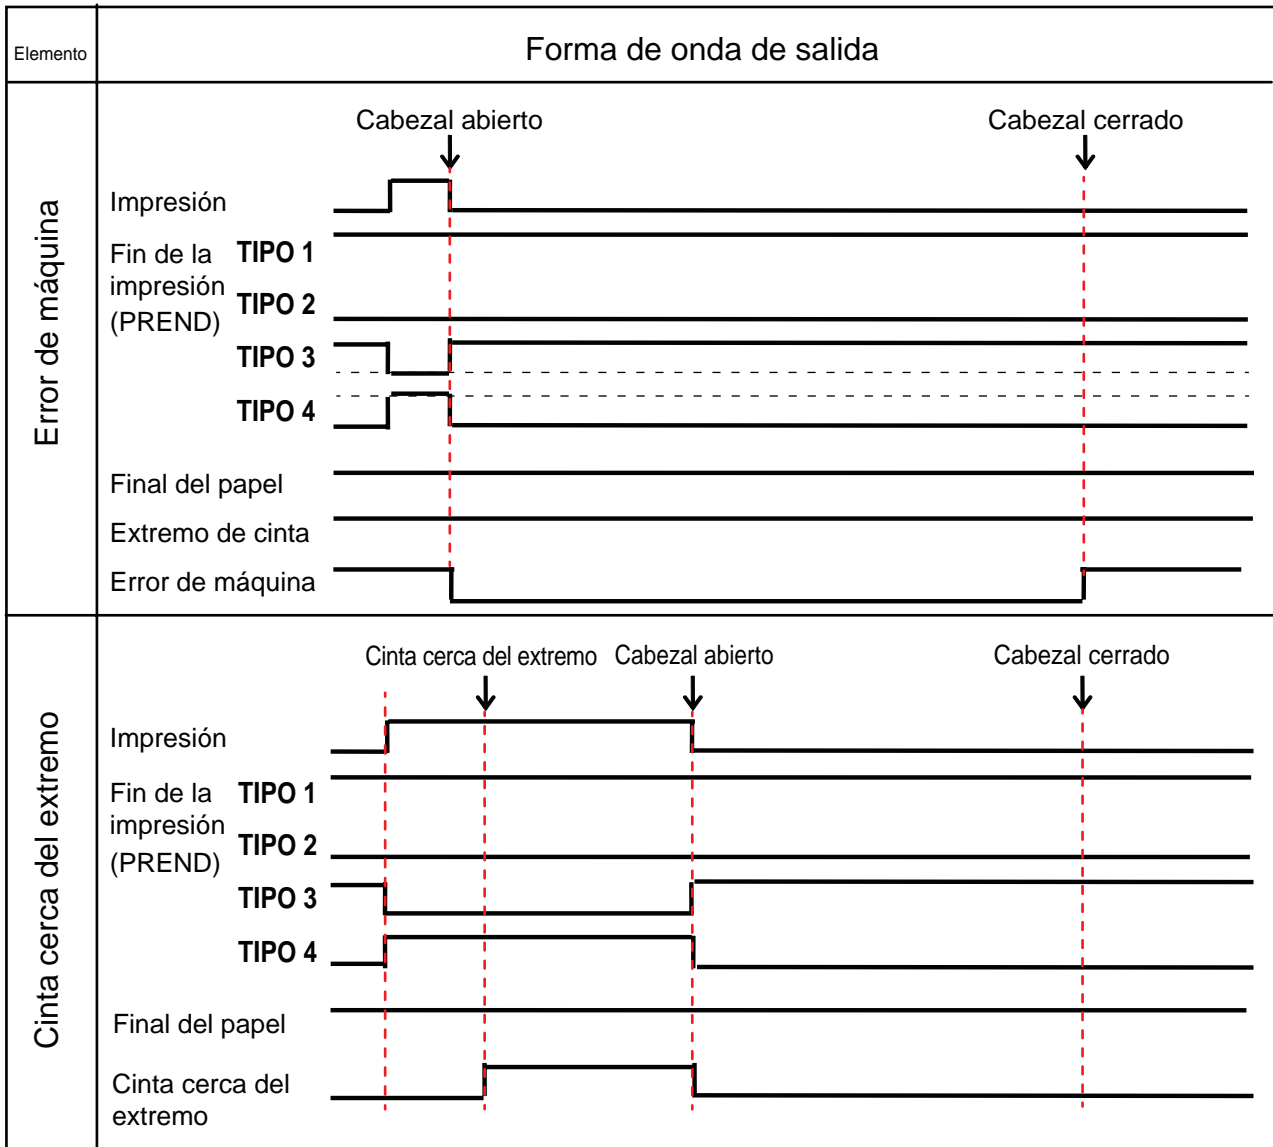 Elemento
Forma de onda de salida
Error de máquina
Cabezal abierto
Cabezal cerrado
Impresión
Fin de la
impresión
(PREND)
TIPO 1
TIPO 2
TIPO 3
TIPO 4
Final del papel
Extremo de cinta
Error de máquina
Cinta cerca del extremo
Cinta cerca del extremo
Cabezal abierto
Cabezal cerrado
Impresión
Fin de la
impresión
(PREND)
TIPO 1
TIPO 2
TIPO 3
TIPO 4
Final del papel
Cinta cerca del
extremo